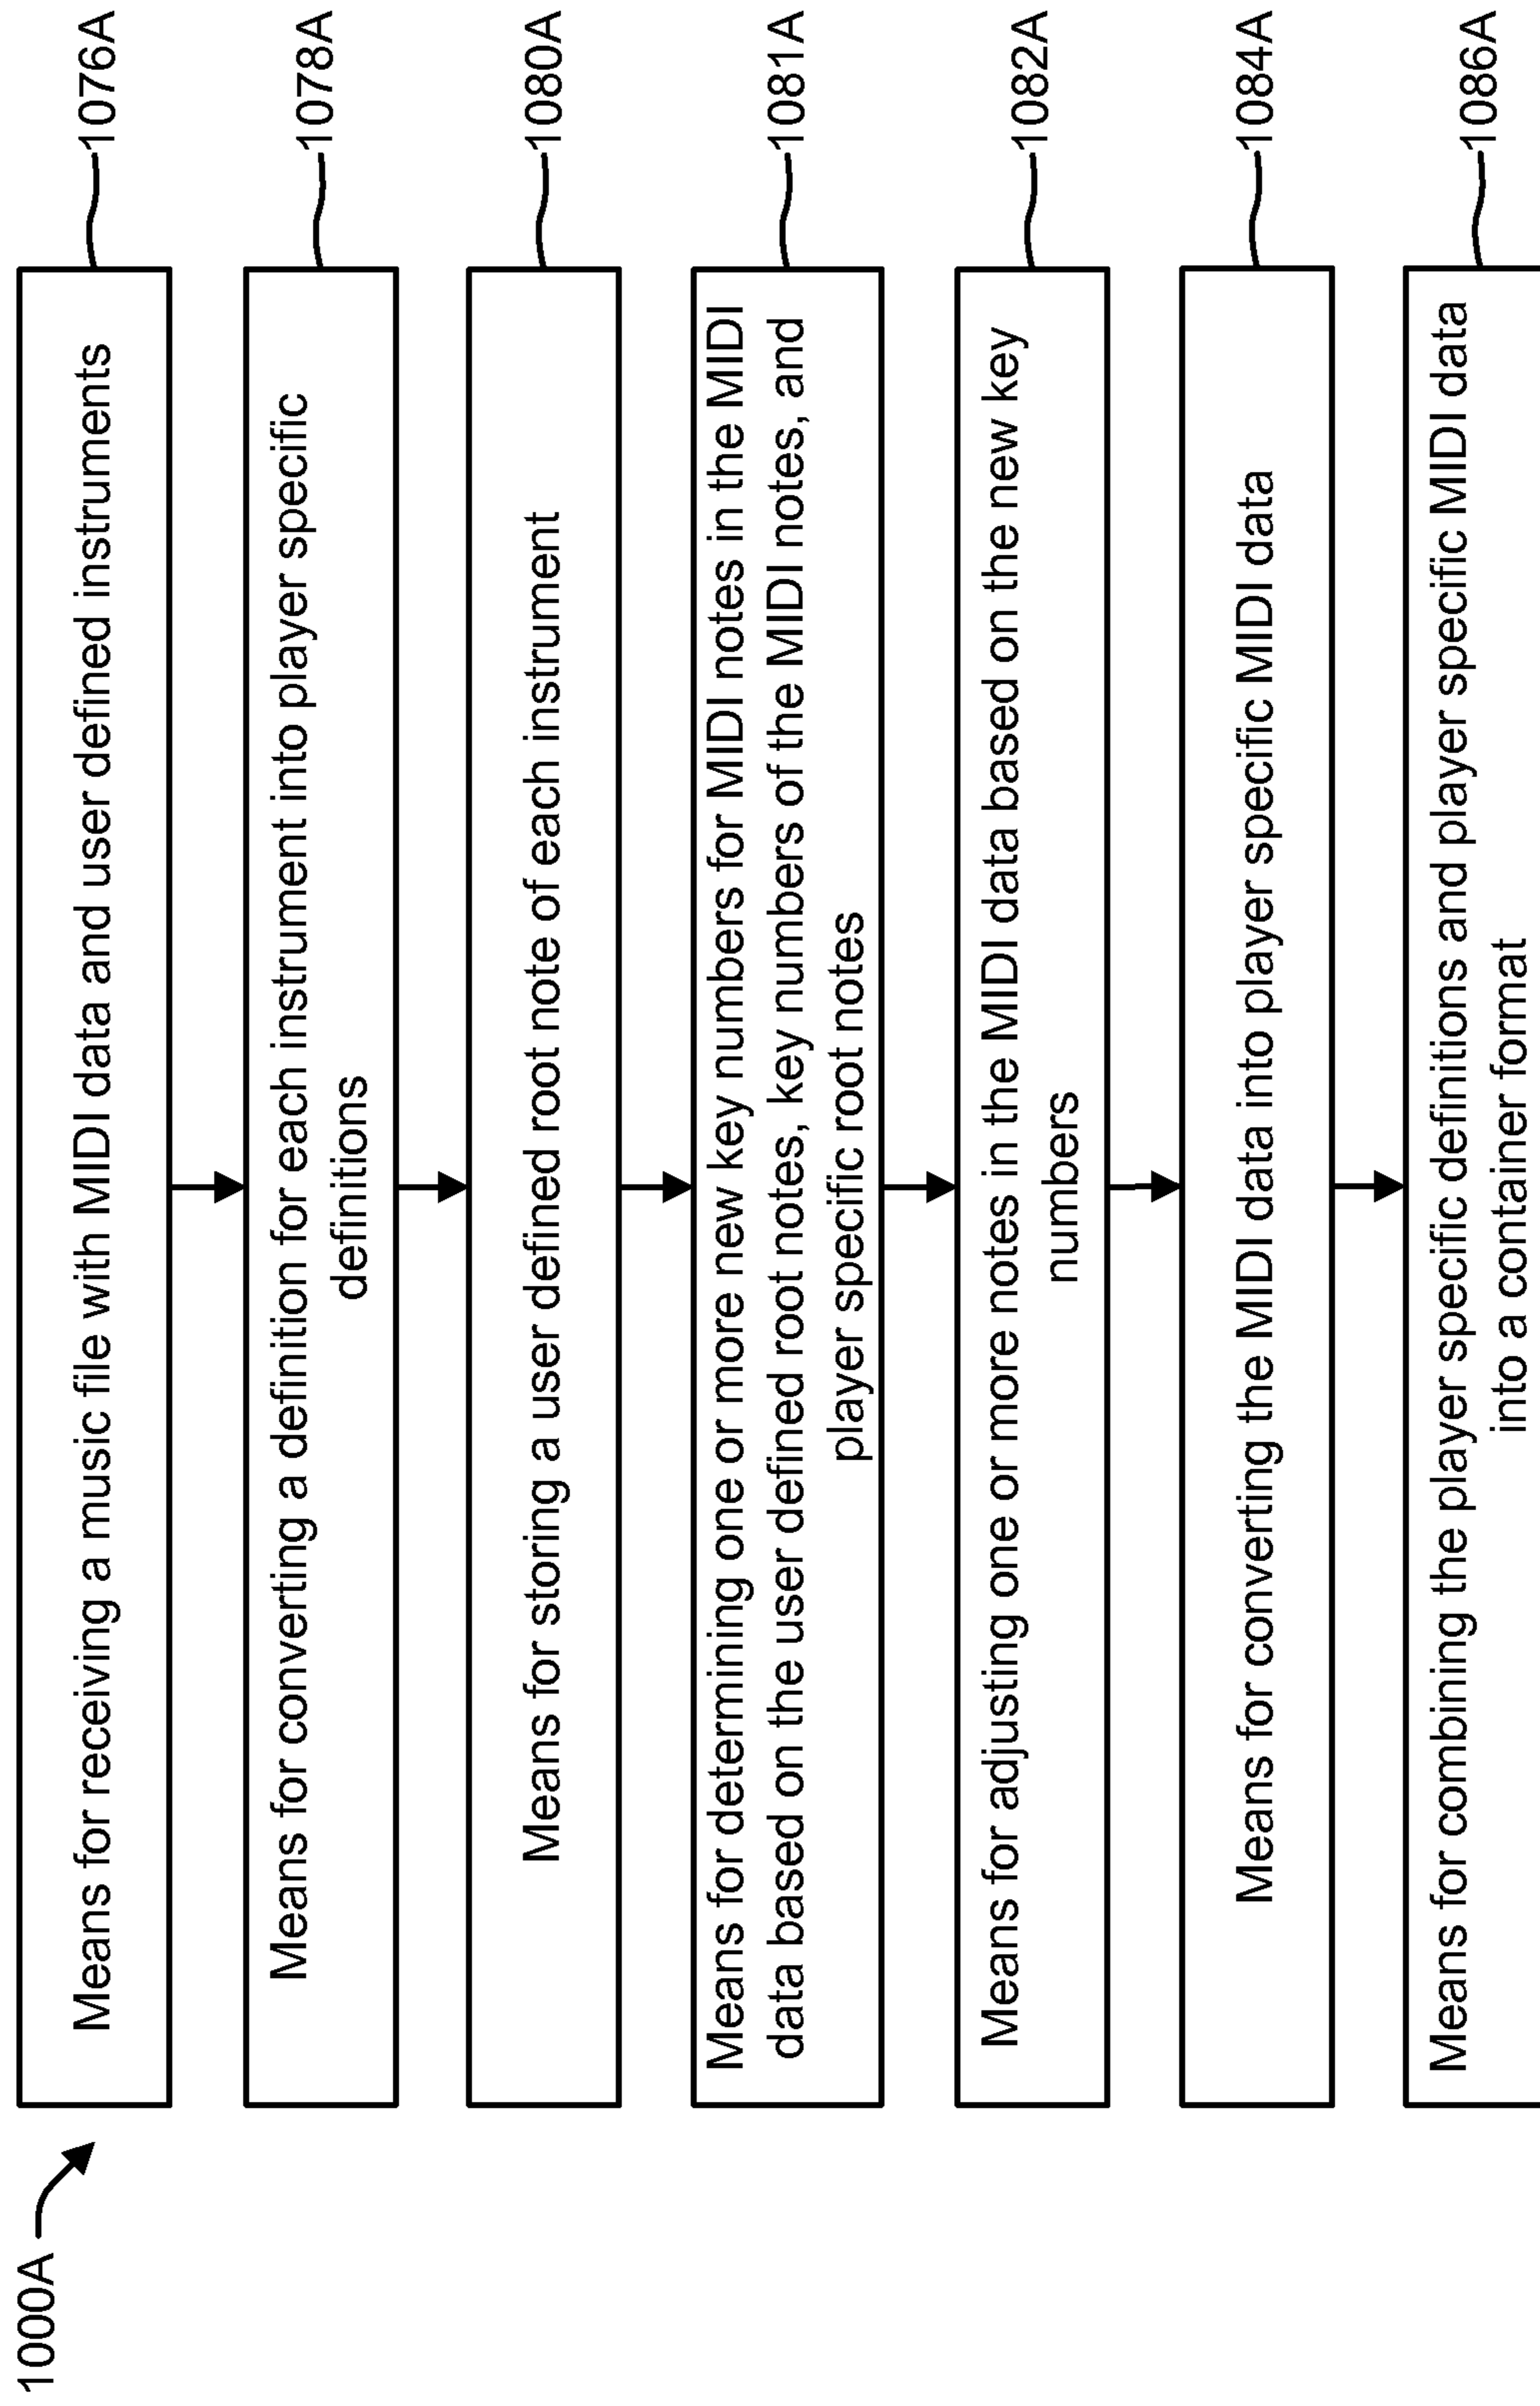 1000A
Means for receiving a music file with MIDI data and user defined instruments
1076A
Means for converting a definition for each instrument into player specific
definitions
1078A
Means for storing a user defined root note of each instrument
1080A
Means for determining one or more new key numbers for MIDI notes in the MIDI
data based on the user defined root notes, key numbers of the MIDI notes, and
player specific root notes
1081A
Means for adjusting one or more notes in the MIDI data based on the new key
numbers
1082A
Means for converting the MIDI data into player specific MIDI data
1084A
Means for combining the player specific definitions and player specific MIDI data
into a container format
1086A